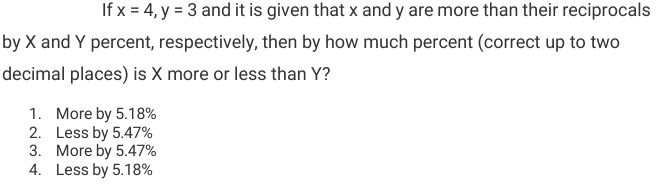 If x = 4, y = 3 and it is given that x and y are more than their reciprocals
by X and Y percent, respectively, then by how much percent (correct up to two
decimal places) is X more or less than Y?
1. More by 5.18%
2. Less by 5.47%
3. More by 5.47%
4. Less by 5.18%